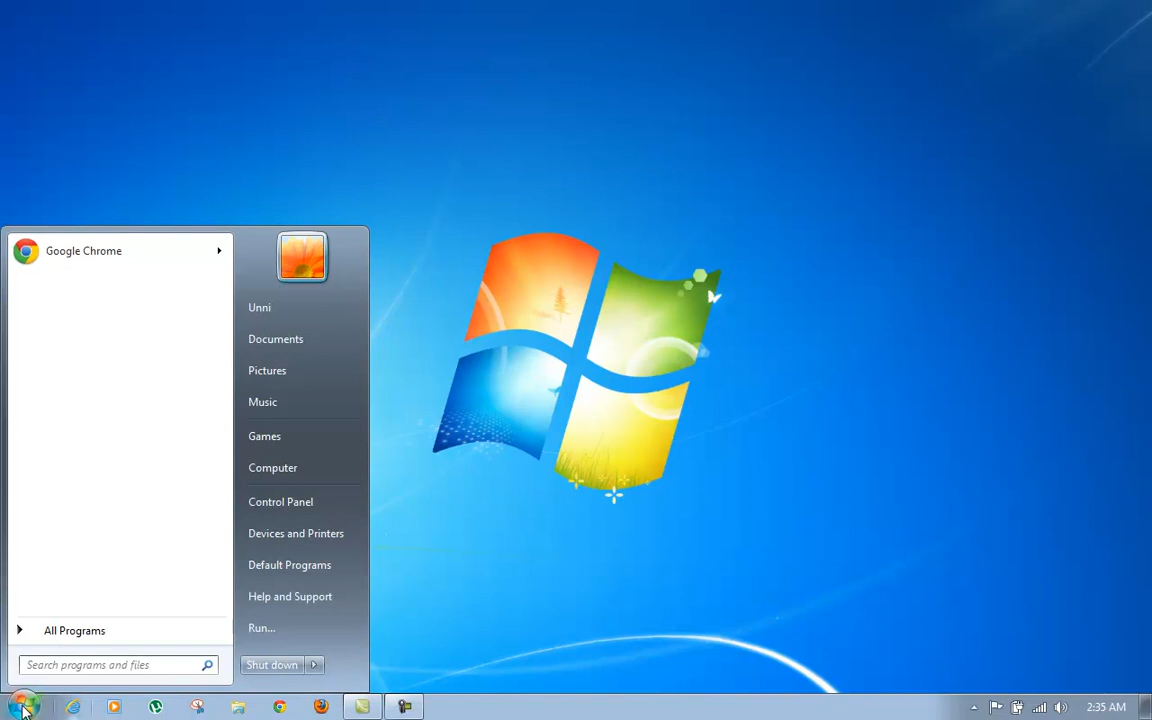 Google Chrome
Unni
Documents
Pictures
Music
Games
Computer
Control Panel
Devices and Printers
Default Programs
Help and Support
Run...
All Programs
Search programs and files
Shut down
2:35 AM